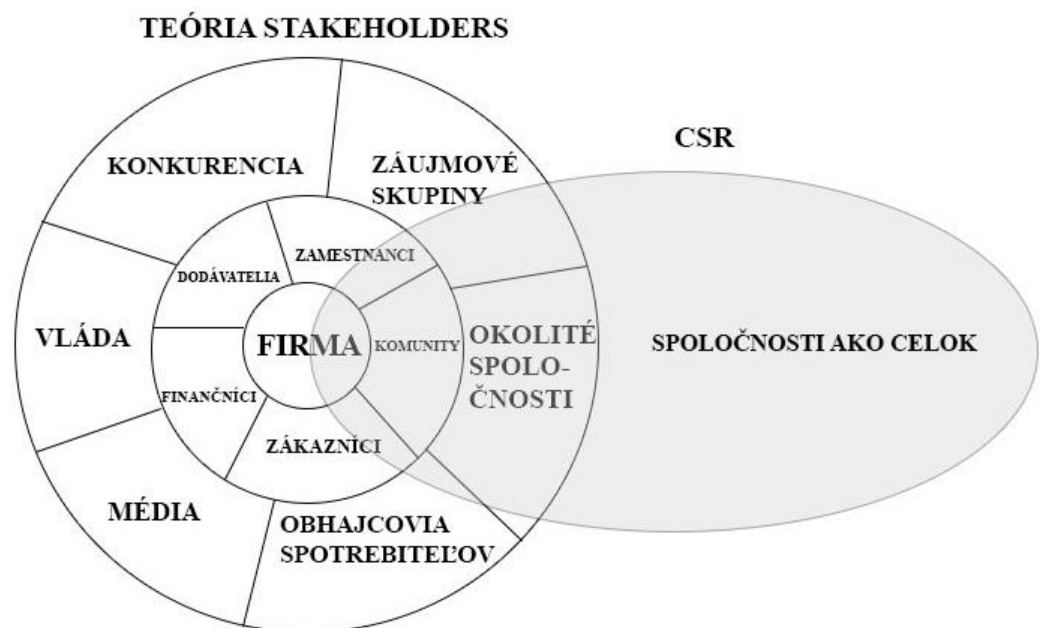 TEÓRIA STAKEHOLDERS
CSR
KONKURENCIA
ZÁUJMOVÉ
SKUPINY
ZAMESTNANCI
DODÁVATELIA
VLÁDA
FIRMA
KOMUNITY
OKOLITÉ
SPOLO-
ČNOSTI
SPOLOČNOSTI AKO CELOK
FINANČNÍCI
ZÁKAZNÍCI
MÉDIA
OBHAJCOVIA
SPOTREBITEĽOV